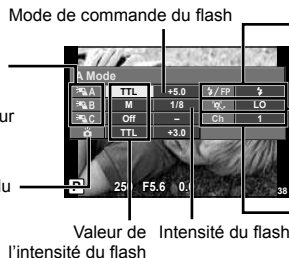 Mode de commande du flash
A Mode
A TTL +5.0 /FP
B M 1/8 LO
C Off – Ch 1
TTL +3.0
P 250 F5.6 0.0
38
ur
du
Valeur de l'intensité du flash
Intensité du flash